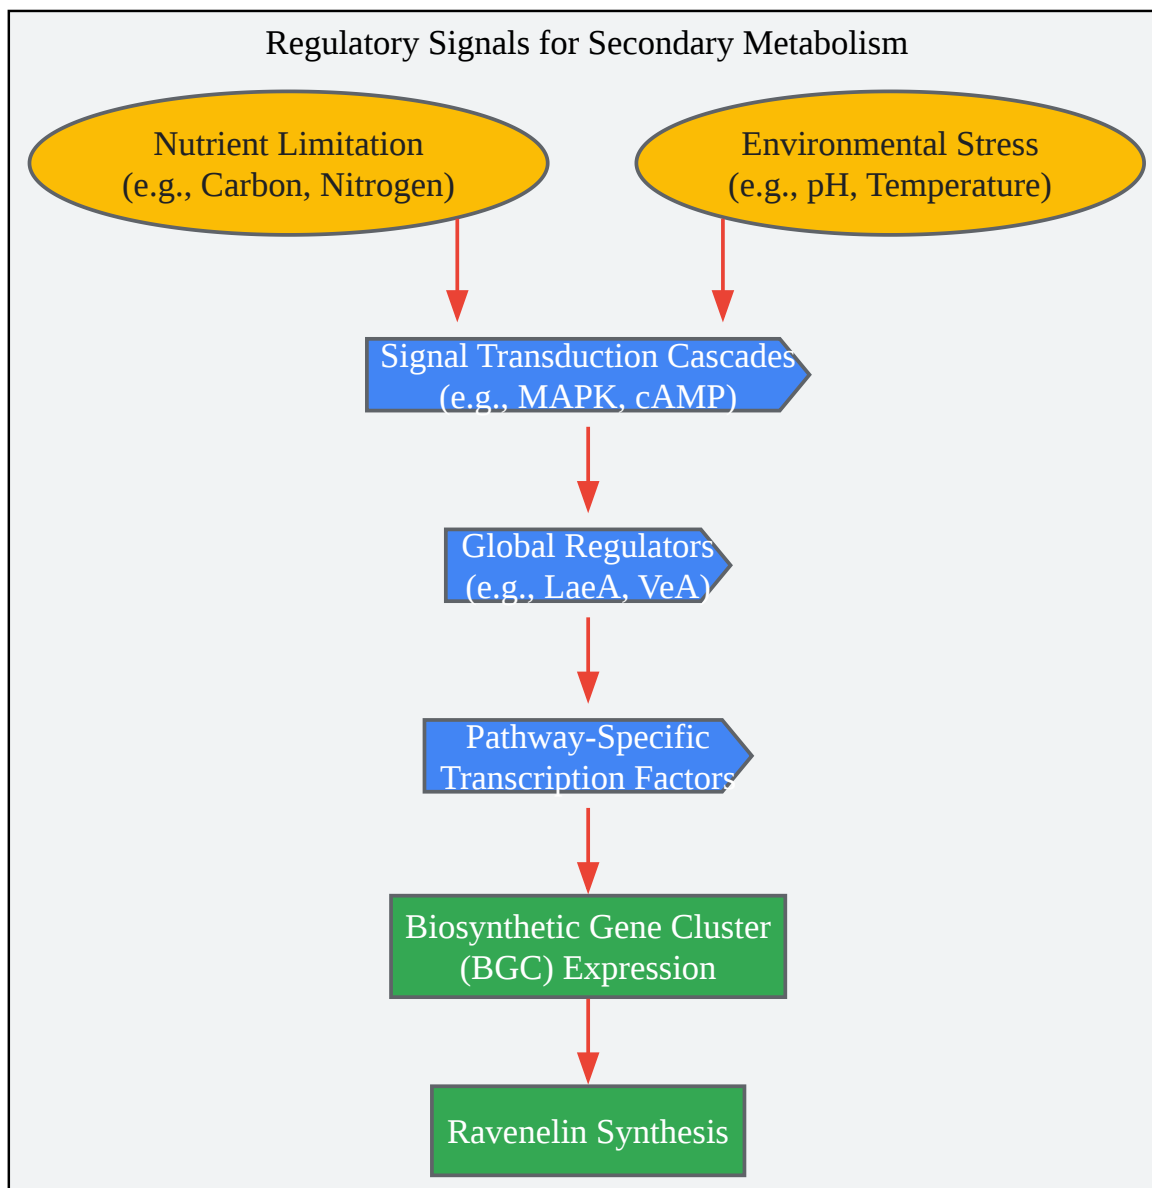 Regulatory Signals for Secondary Metabolism
Nutrient Limitation
(e.g., Carbon, Nitrogen)
Environmental Stress
(e.g., pH, Temperature)
Signal Transduction Cascades
(e.g., MAPK, cAMP)
Global Regulators
(e.g., LaeA, VeA)
Pathway-Specific
Transcription Factors
Biosynthetic Gene Cluster
(BGC) Expression
Ravenelin Synthesis